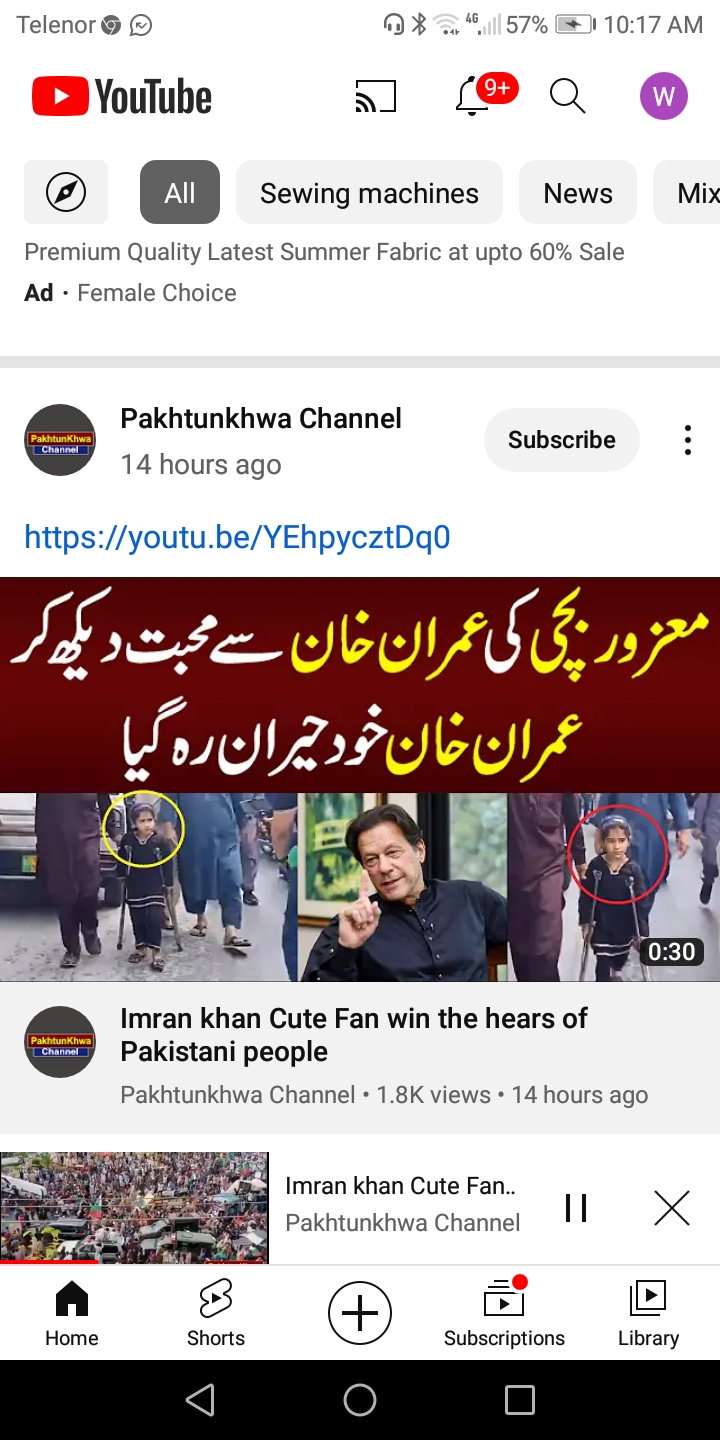 Telenor 4G 57% 10:17 AM
YouTube 9+ W
All Sewing machines News Mix
Premium Quality Latest Summer Fabric at upto 60% Sale
Ad · Female Choice
Pakhtunkhwa Channel
14 hours ago
Subscribe
PakhtunKhwa
Channel
https://youtu.be/YEhpycztDq0
معزور بچی کی عمران خان سے محبت دیکھ کر
عمران خان خود حیران رہ گیا
0:30
PakhtunKhwa
Channel
Imran khan Cute Fan win the hears of
Pakistani people
Pakhtunkhwa Channel • 1.8K views • 14 hours ago
Imran khan Cute Fan..
Pakhtunkhwa Channel
Home Shorts Subscriptions Library